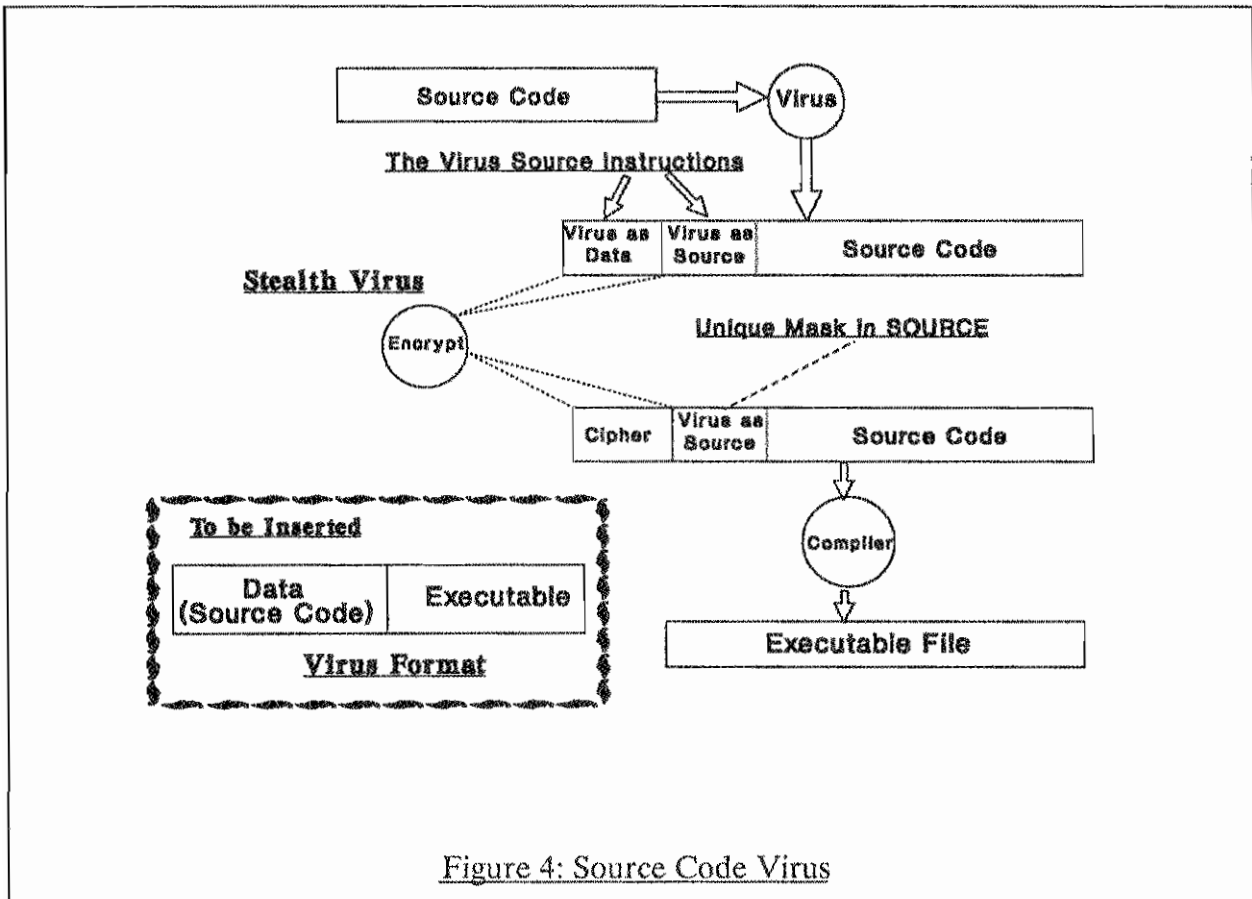 Source Code
Virus
The Virus Source Instructions
Virus as
Data
Virus as
Source
Source Code
Stealth Virus
Encrypt
Unique Mask in SOURCE
Cipher
Virus as
Source
Source Code
To be Inserted
Data
(Source Code)
Executable
Virus Format
Compiler
Executable File
Figure 4: Source Code Virus